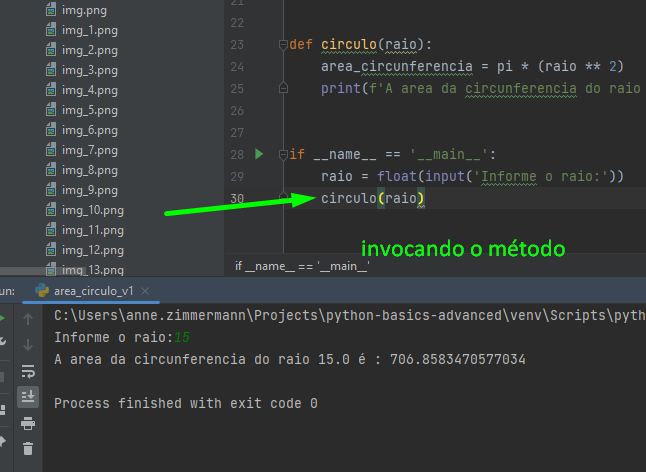 img.png
img_1.png
img_2.png
img_3.png
img_4.png
img_5.png
img_6.png
img_7.png
img_8.png
img_9.png
img_10.png
img_11.png
img_12.png
img_13.png
21
22
23 def circulo(raio):
24 area_circunferencia = pi * (raio ** 2)
25 print(f'A area da circunferencia do raio
26
27
28 if __name__ == '__main__':
29 raio = float(input('Informe o raio:'))
30 circulo(raio)
invocando o método
if __name__ == '__main__'
un: area_circulo_v1
C:\Users\anne.zimmermann\Projects\python-basics-advanced\venv\Scripts\pyth
Informe o raio:15
A area da circunferencia do raio 15.0 é : 706.8583470577034
Process finished with exit code 0